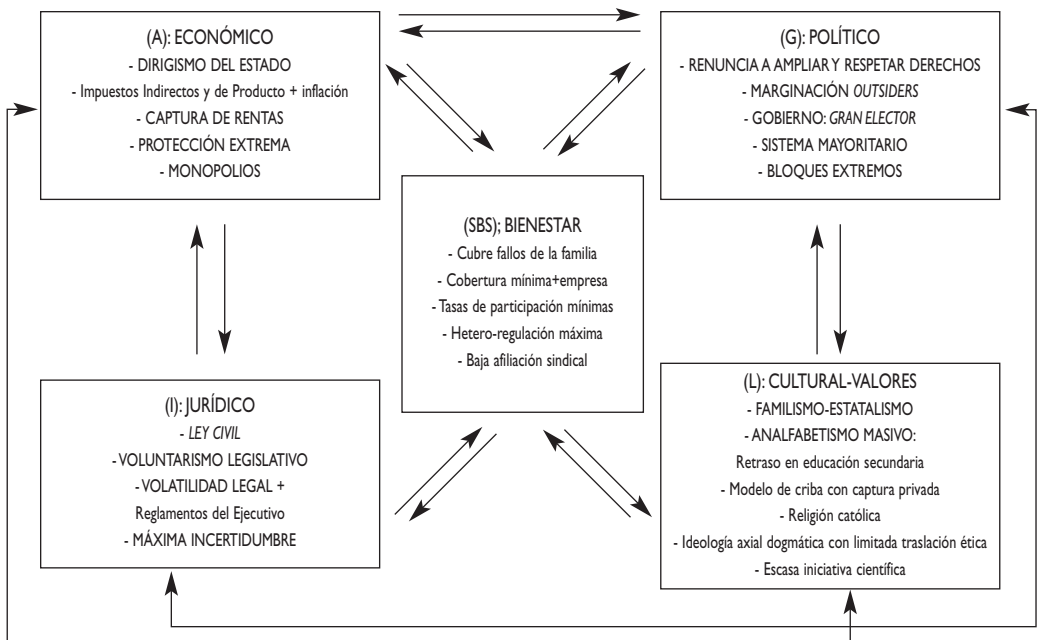 (A): ECONÓMICO
- DIRIGISMO DEL ESTADO
- Impuestos Indirectos y de Producto + inflación
- CAPTURA DE RENTAS
- PROTECCIÓN EXTREMA
- MONOPOLIOS
(G): POLÍTICO
- RENUNCIA A AMPLIAR Y RESPETAR DERECHOS
- MARGINACIÓN OUTSIDERS
- GOBIERNO: GRAN ELECTOR
- SISTEMA MAYORITARIO
- BLOQUES EXTREMOS
(SBS); BIENESTAR
- Cubre fallos de la familia
- Cobertura mínima+empresa
- Tasas de participación mínimas
- Hetero-regulación máxima
- Baja afiliación sindical
(I): JURÍDICO
- LEY CIVIL
- VOLUNTARISMO LEGISLATIVO
- VOLATILIDAD LEGAL +
Reglamentos del Ejecutivo
- MÁXIMA INCERTIDUMBRE
(L): CULTURAL-VALORES
- FAMILISMO-ESTATALISMO
- ANALFABETISMO MASIVO:
Retraso en educación secundaria
- Modelo de criba con captura privada
- Religión católica
- Ideología axial dogmática con limitada traslación ética
- Escasa iniciativa científica